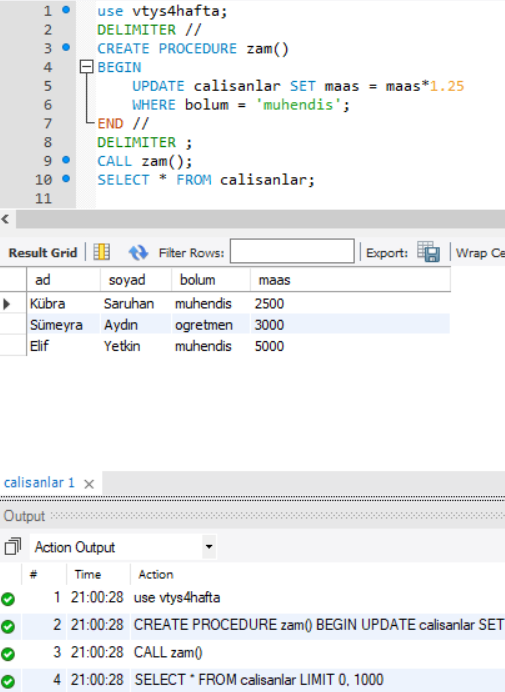 1 use vtys4hafta;
2 DELIMITER //
3 CREATE PROCEDURE zam()
4 BEGIN
5 UPDATE calisanlar SET maas = maas*1.25
6 WHERE bolum = 'muhendis';
7 END //
8 DELIMITER ;
9 CALL zam();
10 SELECT * FROM calisanlar;
11
Result Grid Filter Rows: Export: Wrap Ce
ad soyad bolum maas
Kübra Saruhan muhendis 2500
Sümeyra Aydın ogretmen 3000
Elif Yetkin muhendis 5000
calisanlar 1
Output
Action Output
# Time Action
1 21:00:28 use vtys4hafta
2 21:00:28 CREATE PROCEDURE zam() BEGIN UPDATE calisanlar SET
3 21:00:28 CALL zam()
4 21:00:28 SELECT * FROM calisanlar LIMIT 0, 1000